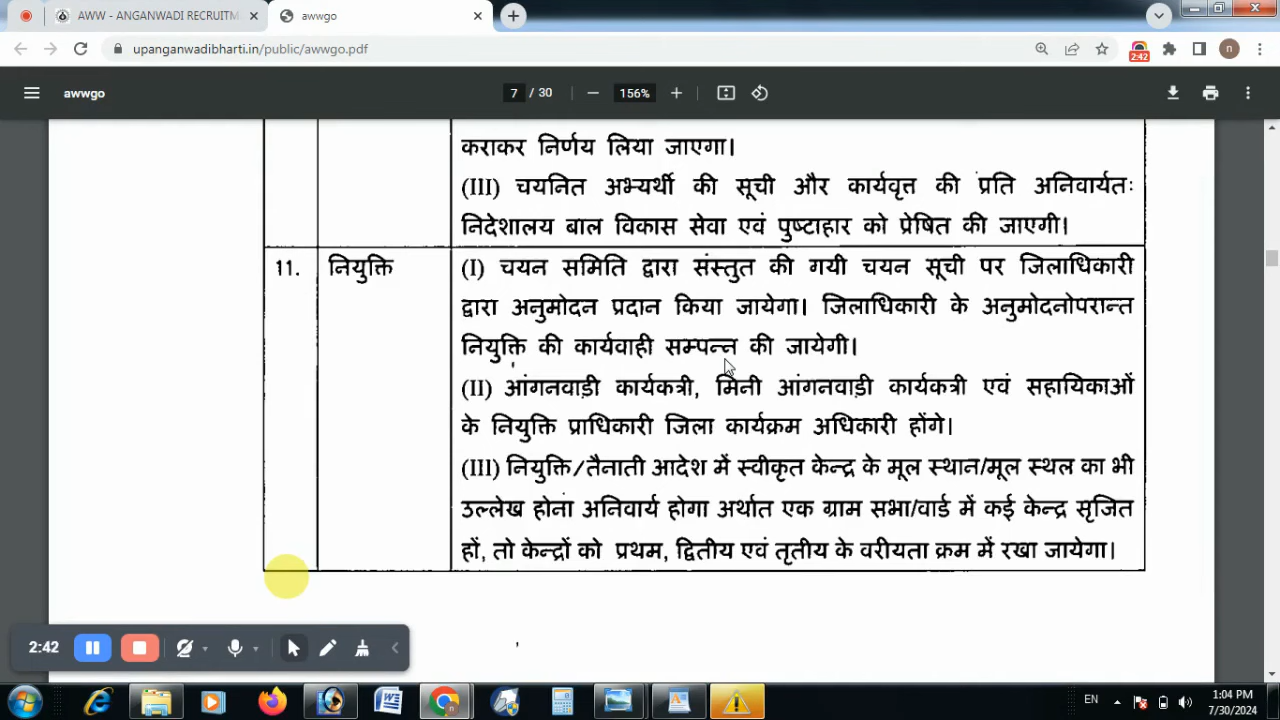 AWW - ANGANWADI RECRUITM
awwgo
upanganwadibharti.in/public/awwgo.pdf
2:42
n
awwgo
7 / 30
156%
कराकर निर्णय लिया जाएगा।
(III) चयनित अभ्यर्थी की सूची और कार्यवृत्त की प्रति अनिवार्यतः
निदेशालय बाल विकास सेवा एवं पुष्टाहार को प्रेषित की जाएगी।
11. नियुक्ति (I) चयन समिति द्वारा संस्तुत की गयी चयन सूची पर जिलाधिकारी
द्वारा अनुमोदन प्रदान किया जायेगा। जिलाधिकारी के अनुमोदनोपरान्त
नियुक्ति की कार्यवाही सम्पन्न की जायेगी।
(II) आंगनवाड़ी कार्यकत्री, मिनी आंगनवाड़ी कार्यकत्री एवं सहायिकाओं
के नियुक्ति प्राधिकारी जिला कार्यक्रम अधिकारी होंगे।
(III) नियुक्ति/तैनाती आदेश में स्वीकृत केन्द्र के मूल स्थान/मूल स्थल का भी
उल्लेख होना अनिवार्य होगा अर्थात एक ग्राम सभा/वार्ड में कई केन्द्र सृजित
हों, तो केन्द्रों को प्रथम, द्वितीय एवं तृतीय के वरीयता क्रम में रखा जायेगा।
2:42
EN
1:04 PM
7/30/2024